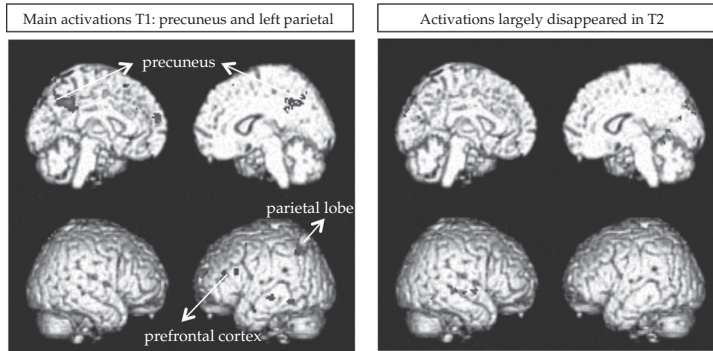 Main activations T1: precuneus and left parietal
Activations largely disappeared in T2
precuneus
parietal lobe
prefrontal cortex